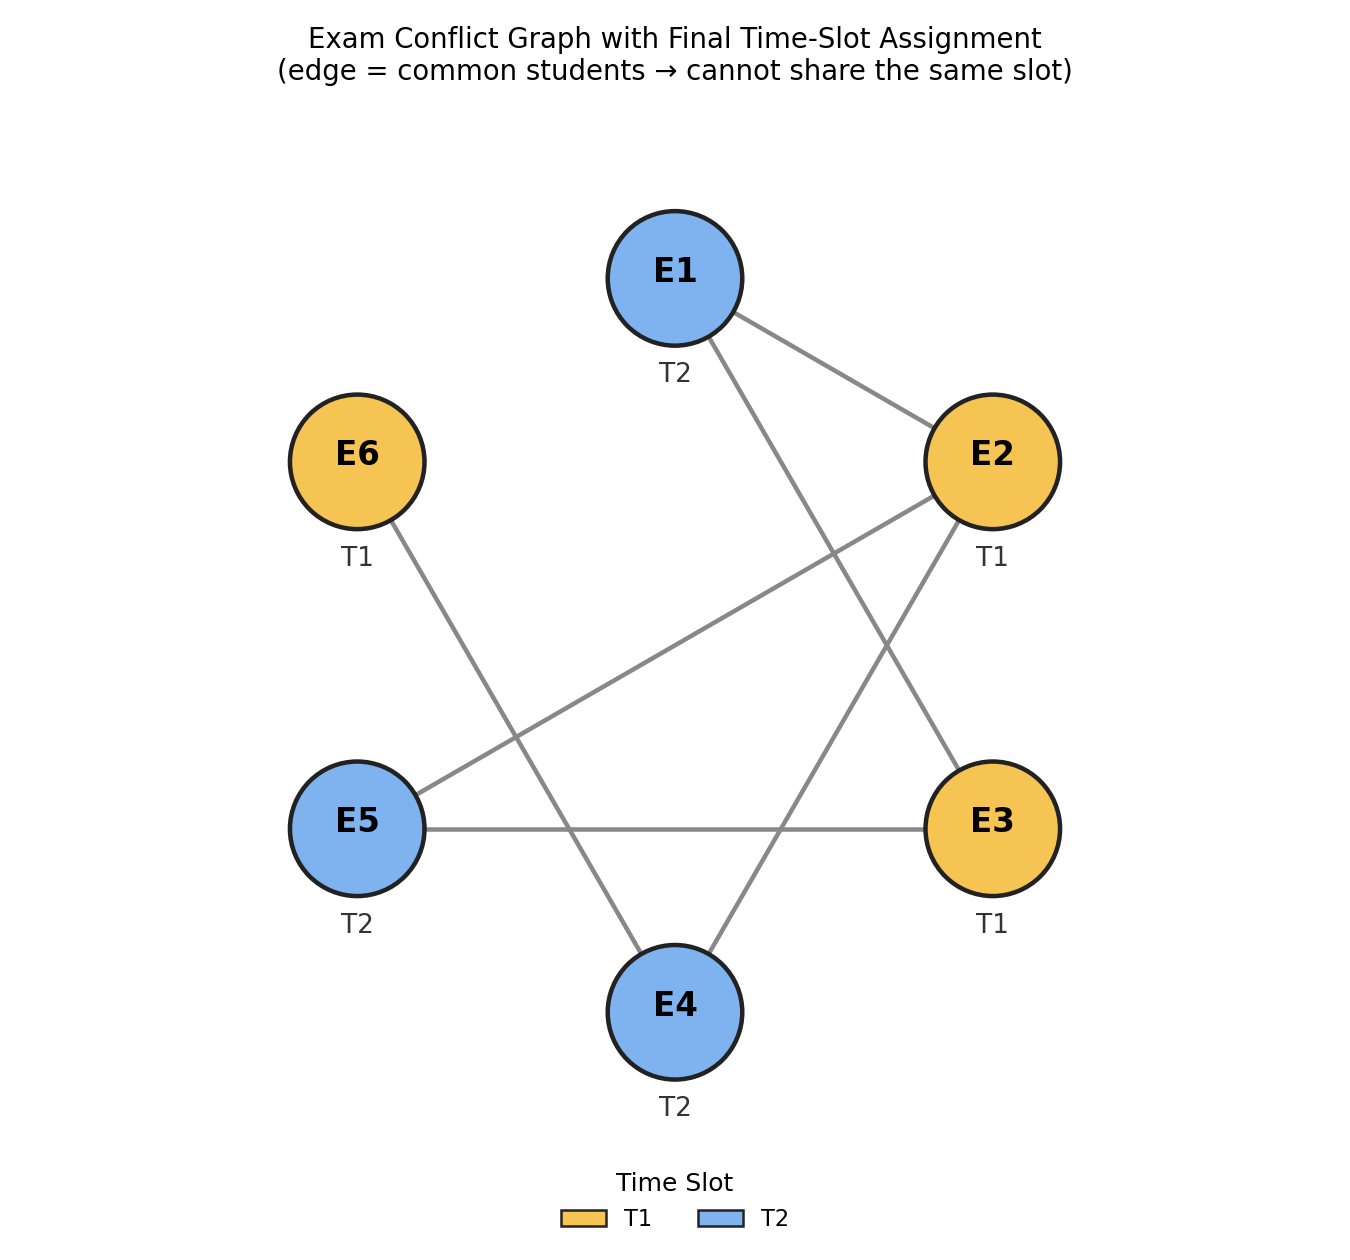 Exam Conflict Graph with Final Time-Slot Assignment
(edge = common students → cannot share the same slot)
E1
T2
E6
T1
E2
T1
E5
T2
E3
T1
E4
T2
Time Slot
T1
T2